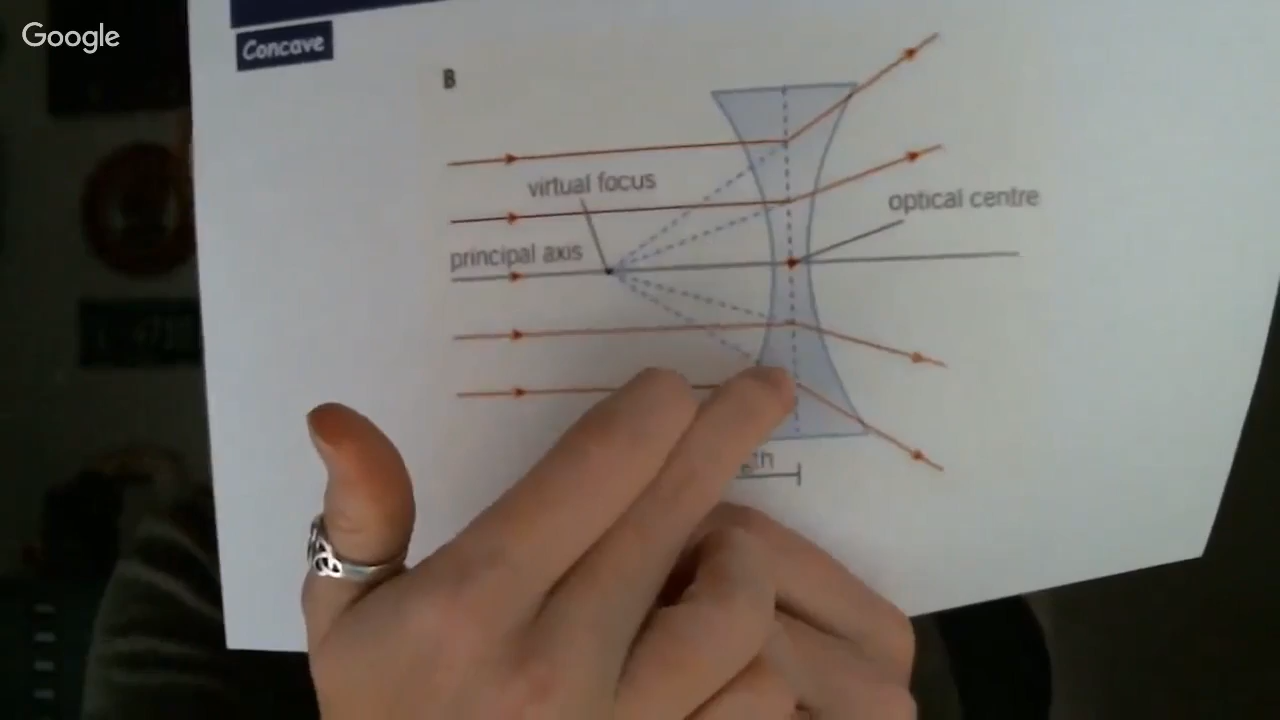 Google
Concave
B
virtual focus
optical centre
principal axis